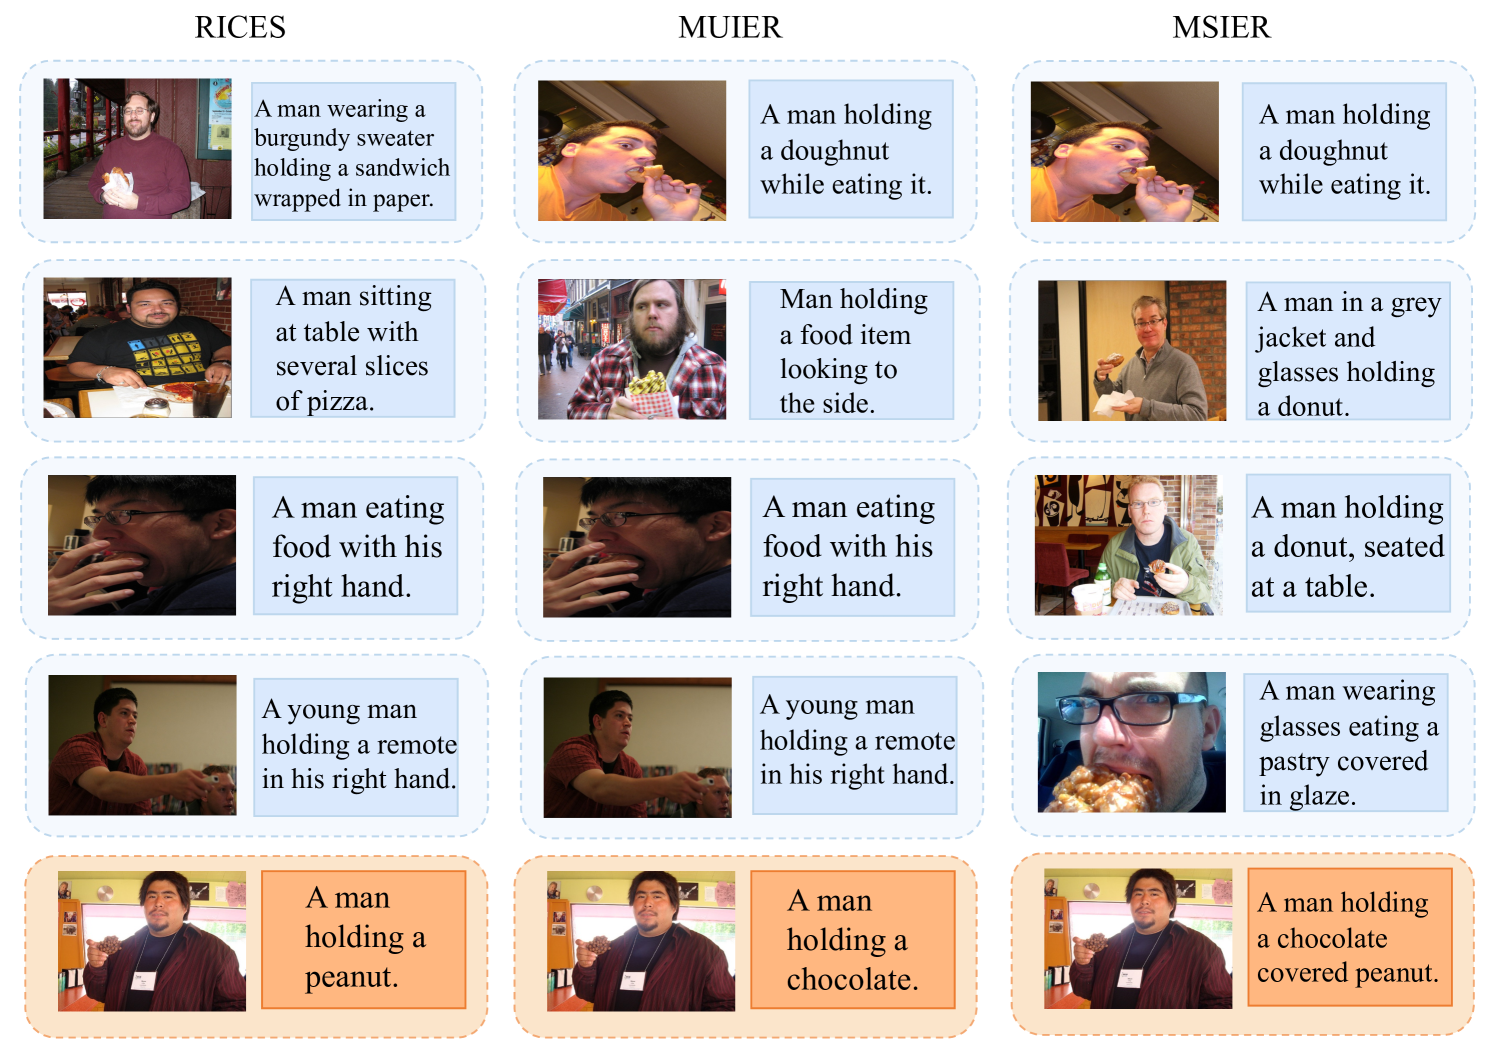 RICES
MUIER
MSIER
A man wearing a
burgundy sweater
holding a sandwich
wrapped in paper.
A man holding
a doughnut
while eating it.
A man holding
a doughnut
while eating it.
A man sitting
at table with
several slices
of pizza.
Man holding
a food item
looking to
the side.
A man in a grey
jacket and
glasses holding
a donut.
A man eating
food with his
right hand.
A man eating
food with his
right hand.
A man holding
a donut, seated
at a table.
A young man
holding a remote
in his right hand.
A young man
holding a remote
in his right hand.
A man wearing
glasses eating a
pastry covered
in glaze.
A man
holding a
peanut.
A man
holding a
chocolate.
A man holding
a chocolate
covered peanut.